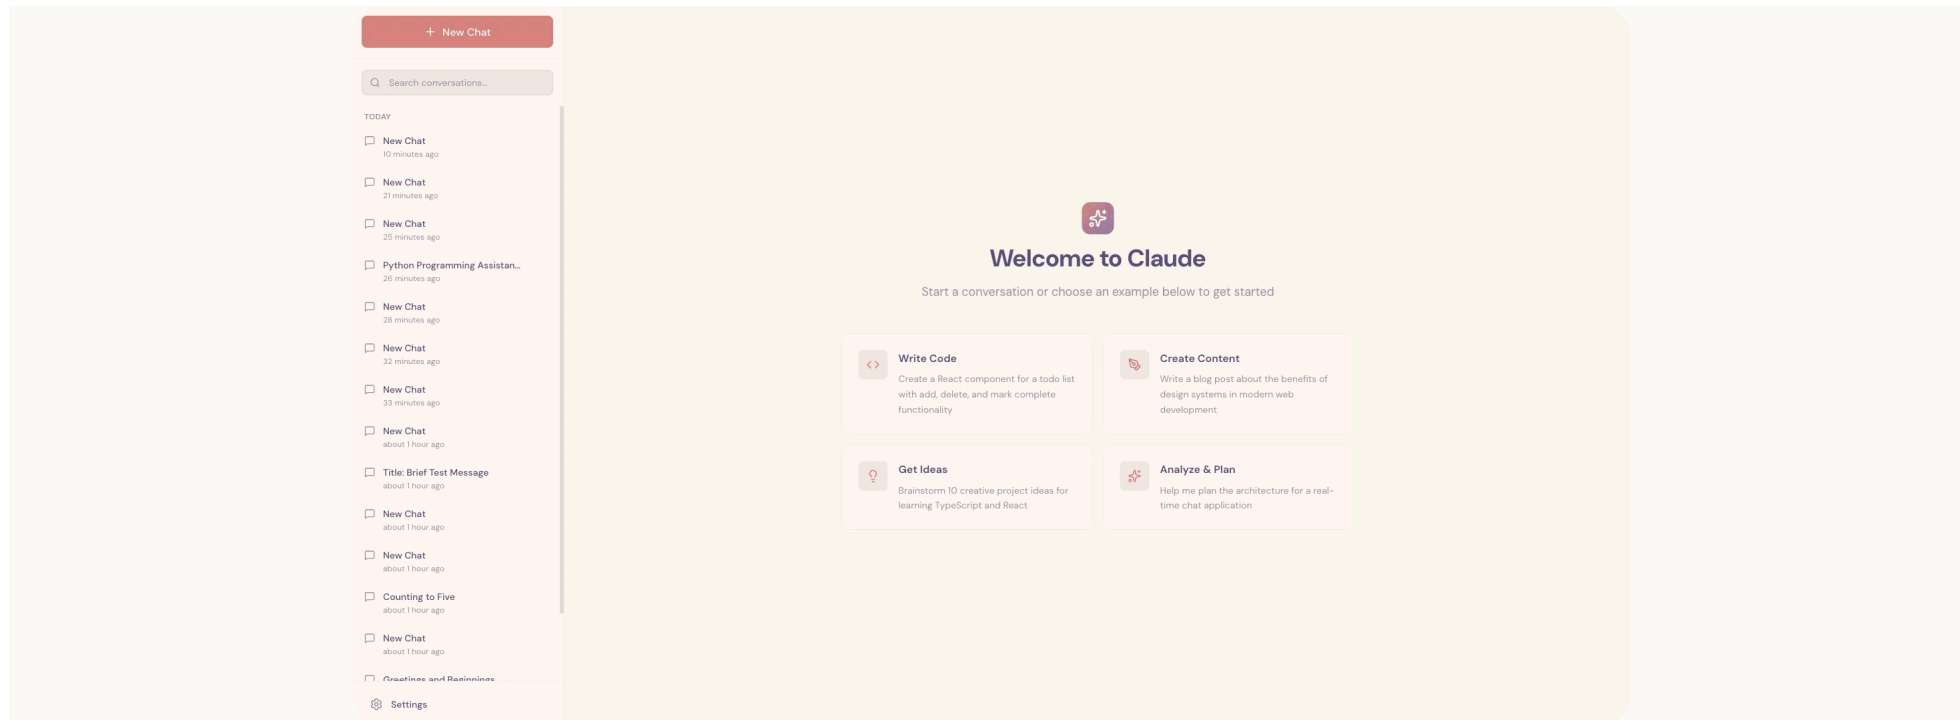 New Chat
Search conversations...
TODAY
New Chat
10 minutes ago
New Chat
21 minutes ago
New Chat
25 minutes ago
Python Programming Assistan...
26 minutes ago
New Chat
28 minutes ago
New Chat
32 minutes ago
New Chat
33 minutes ago
New Chat
about 1 hour ago
Title: Brief Test Message
about 1 hour ago
New Chat
about 1 hour ago
New Chat
about 1 hour ago
Counting to Five
about 1 hour ago
New Chat
about 1 hour ago
Greetings and Beginnings
Settings
Welcome to Claude
Start a conversation or choose an example below to get started
Write Code
Create a React component for a todo list
with add, delete, and mark complete
functionality
Create Content
Write a blog post about the benefits of
design systems in modern web
development
Get Ideas
Brainstorm 10 creative project ideas for
learning TypeScript and React
Analyze & Plan
Help me plan the architecture for a real-
time chat application